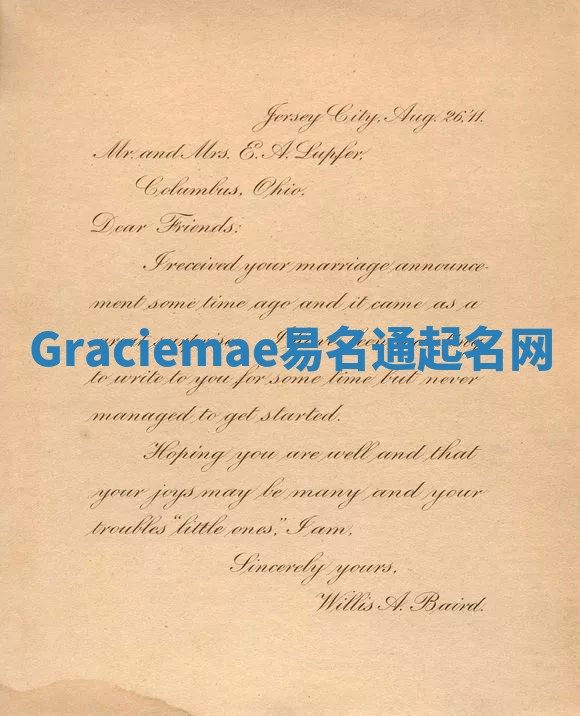 Jersey City, Aug. 26, '11.
Mr. and Mrs. E. A. Lupfer,
Columbus, Ohio.
Dear Friends:
I received your marriage announce-
ment some time ago and it came as a
Graciemae易名通起名网
to write to you for some time but never
managed to get started.
Hoping you are well and that
your joys may be many and your
troubles "little ones," I am,
Sincerely yours,
Willis A. Baird.